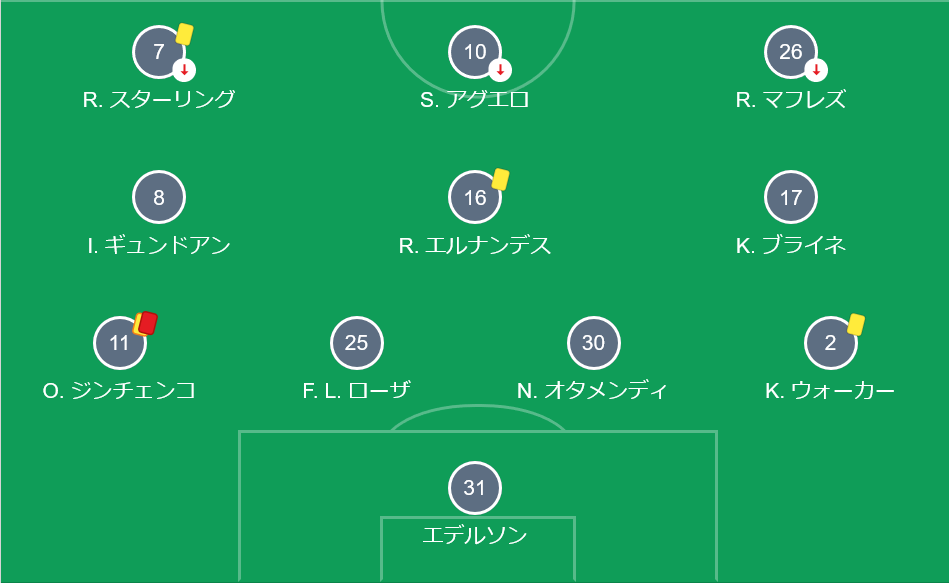 7 10 26
R. スターリング S. アグエロ R. マフレズ
8 16 17
I. ギュンドアン R. エルナンデス K. ブライネ
11 25 30 2
O. ジンチェンコ F. L. ローザ N. オタメンディ K. ウォーカー
31
エデルソン